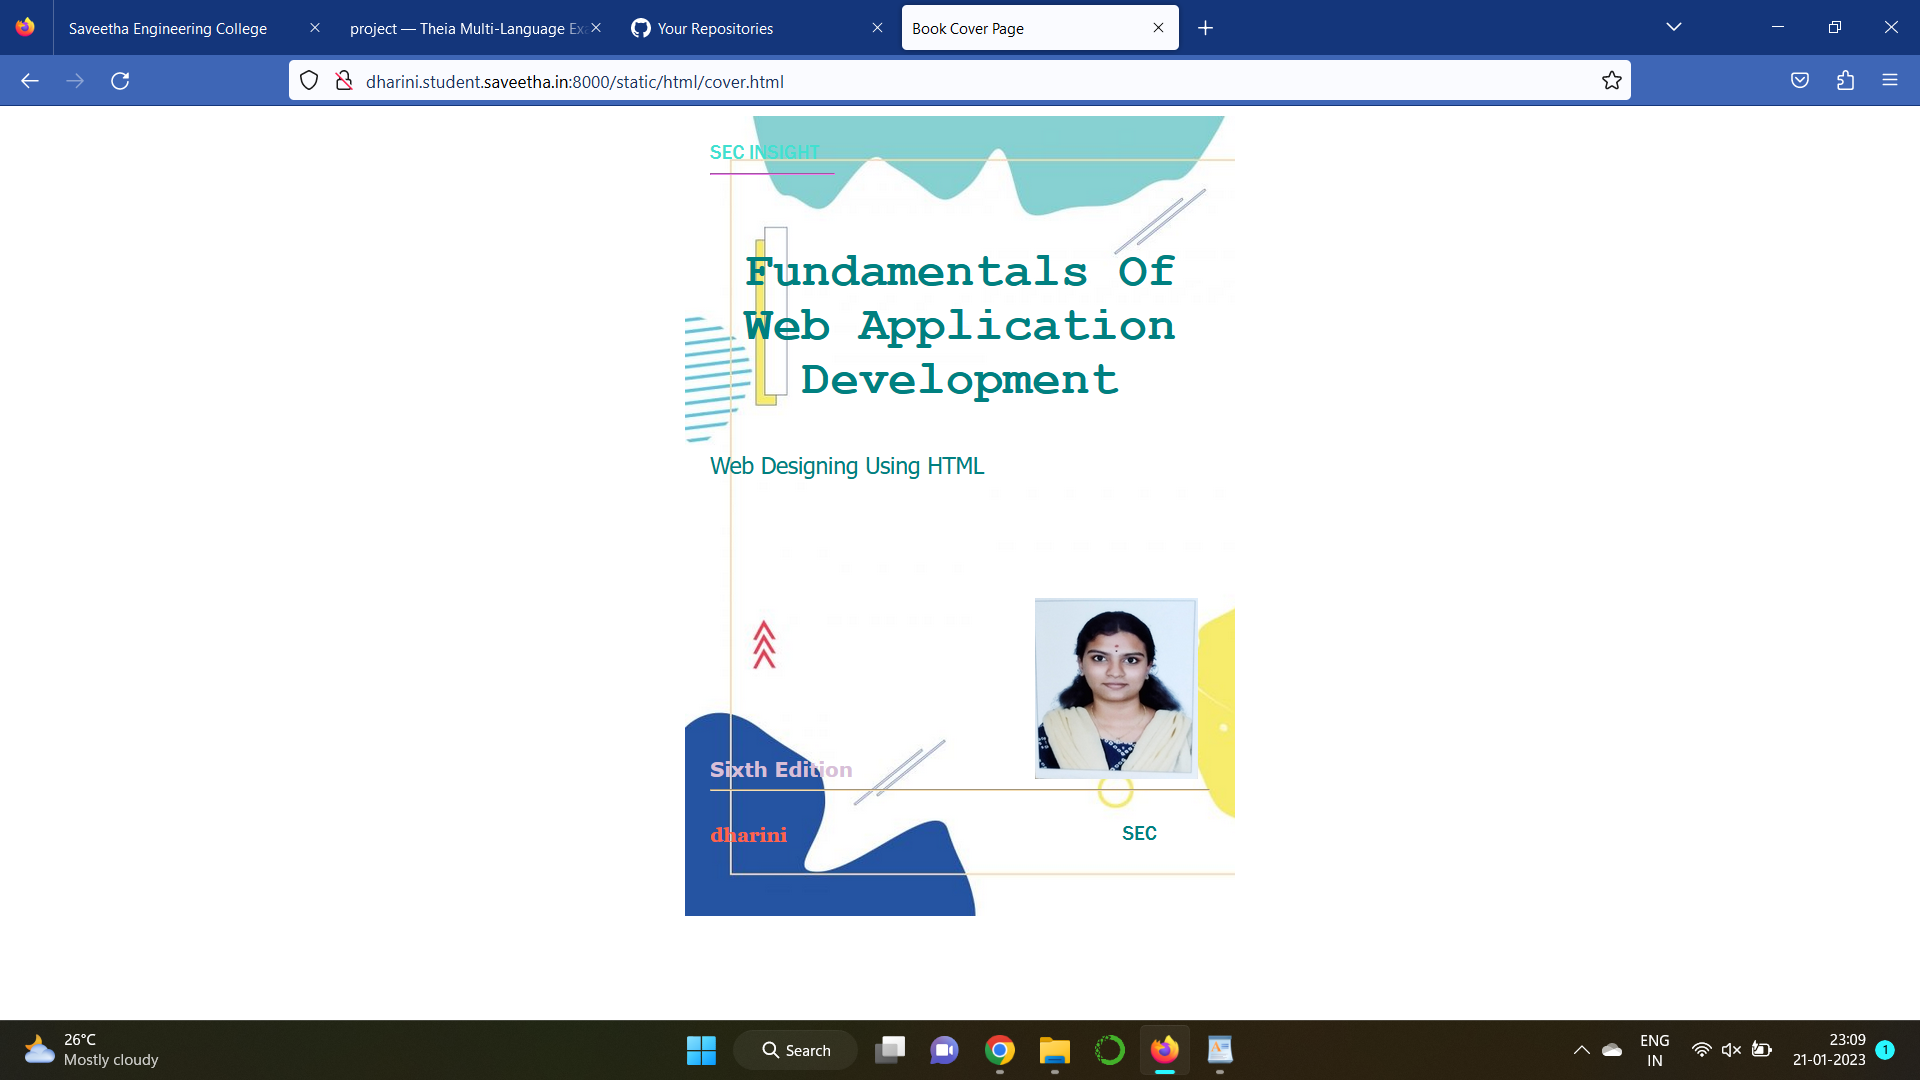 Saveetha Engineering College
project — Theia Multi-Language Exa
Your Repositories
Book Cover Page
dharini.student.saveetha.in:8000/static/html/cover.html
SEC INSIGHT
Fundamentals Of
Web Application
Development
Web Designing Using HTML
Sixth Edition
dharini
SEC
26°C
Mostly cloudy
Search
ENG
IN
23:09
21-01-2023
1